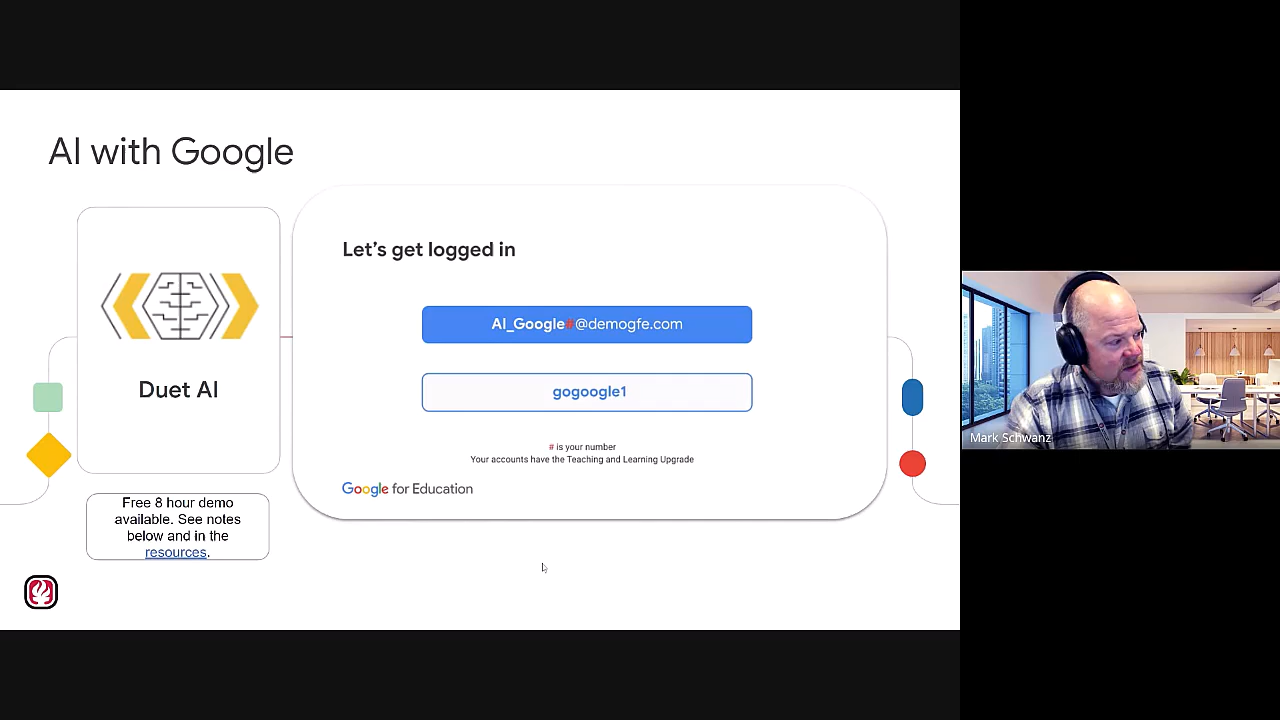 AI with Google
Duet AI
Free 8 hour demo
available. See notes
below and in the
resources.
Let's get logged in
AI_Google#@demogfe.com
gogoogle1
# is your number
Your accounts have the Teaching and Learning Upgrade
Google for Education
Mark Schwanz